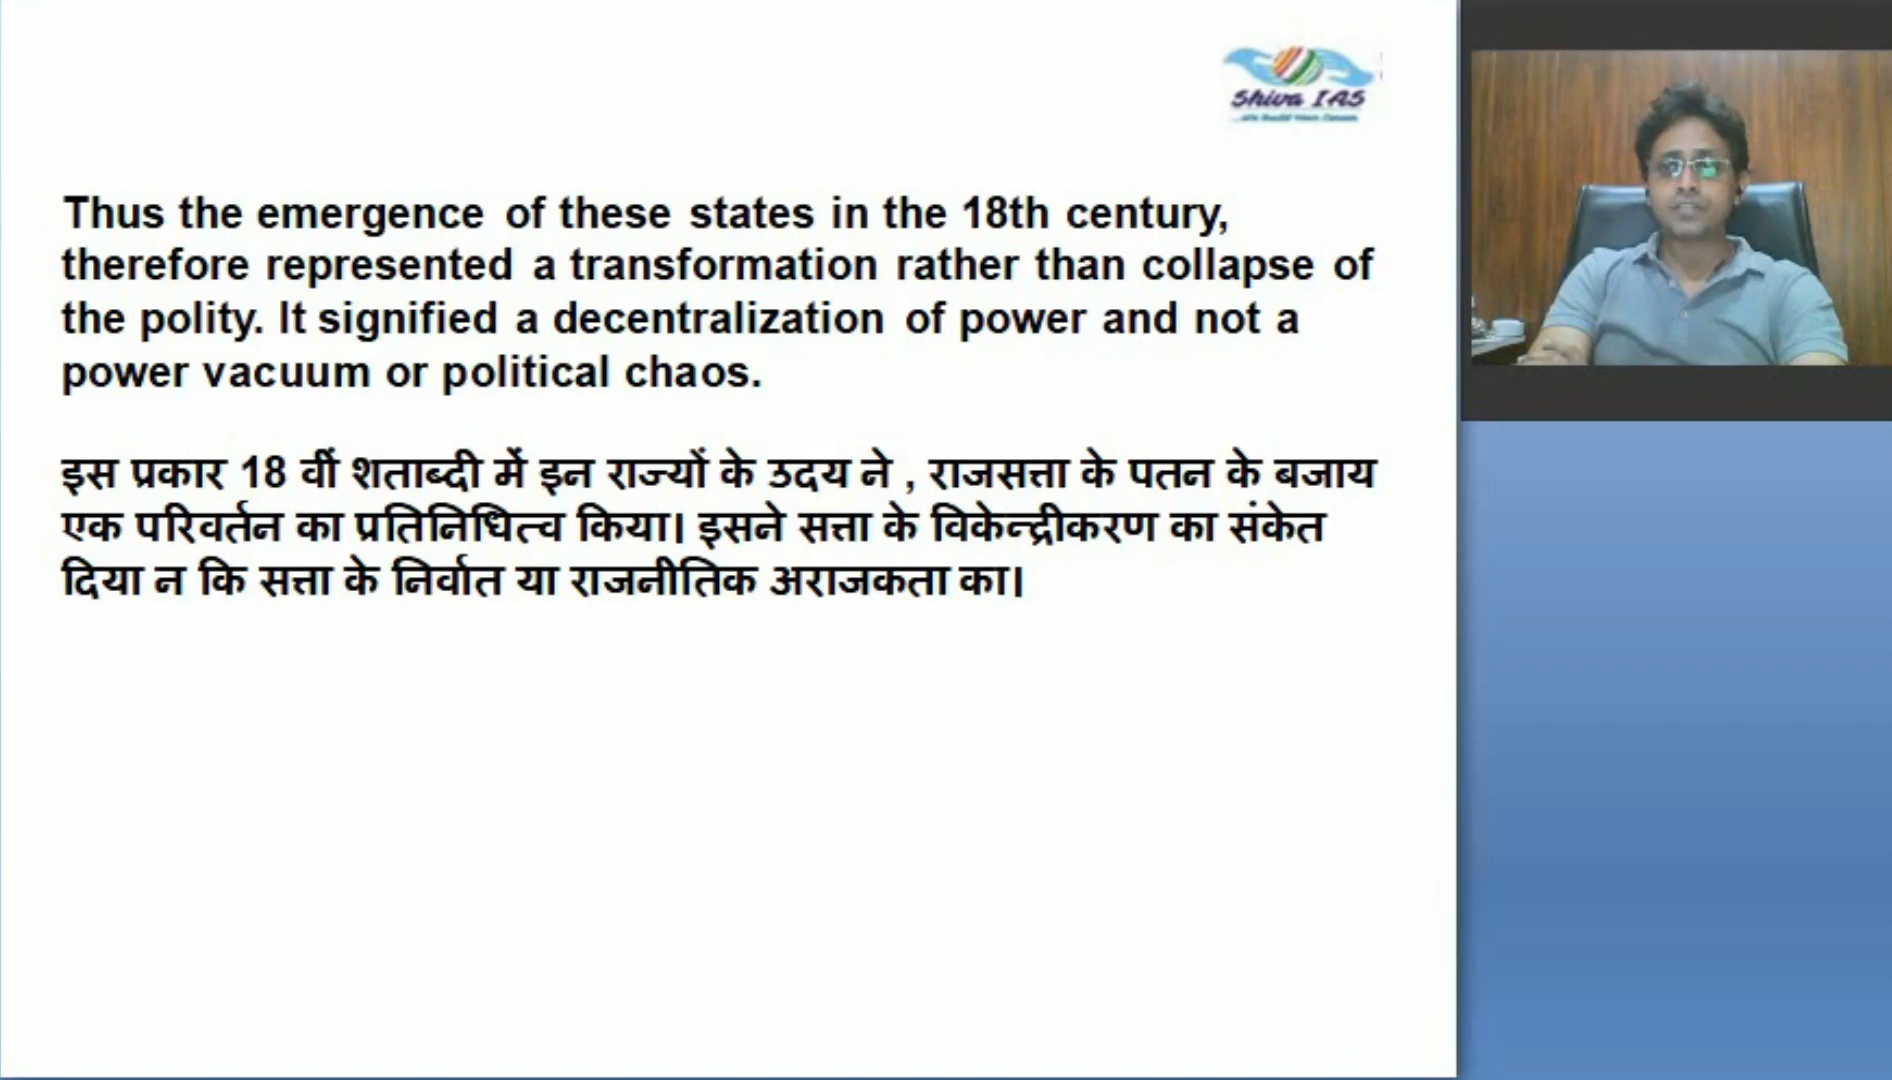 Shiva IAS
Thus the emergence of these states in the 18th century,
therefore represented a transformation rather than collapse of
the polity. It signified a decentralization of power and not a
power vacuum or political chaos.
इस प्रकार 18 वीं शताब्दी में इन राज्यों के उदय ने , राजसत्ता के पतन के बजाय
एक परिवर्तन का प्रतिनिधित्व किया। इसने सत्ता के विकेन्द्रीकरण का संकेत
दिया न कि सत्ता के निर्वात या राजनीतिक अराजकता का।